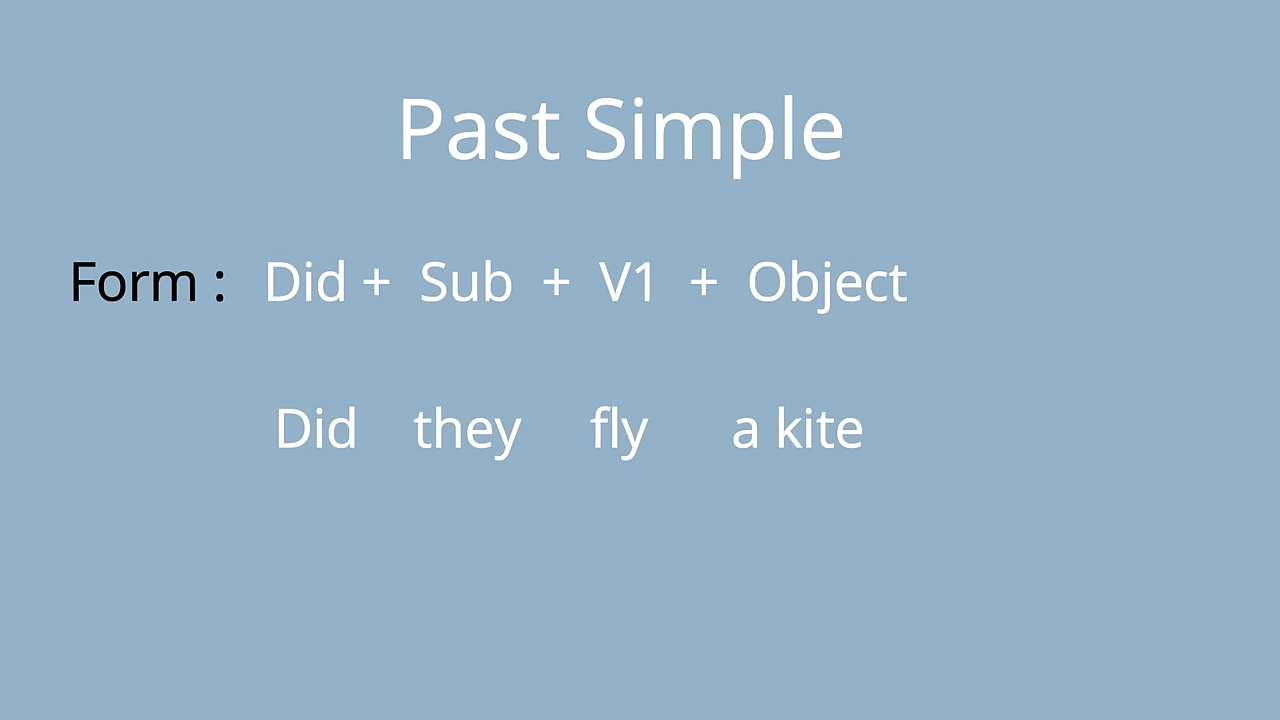 Past Simple
Form : Did + Sub + V1 + Object
Did they fly a kite